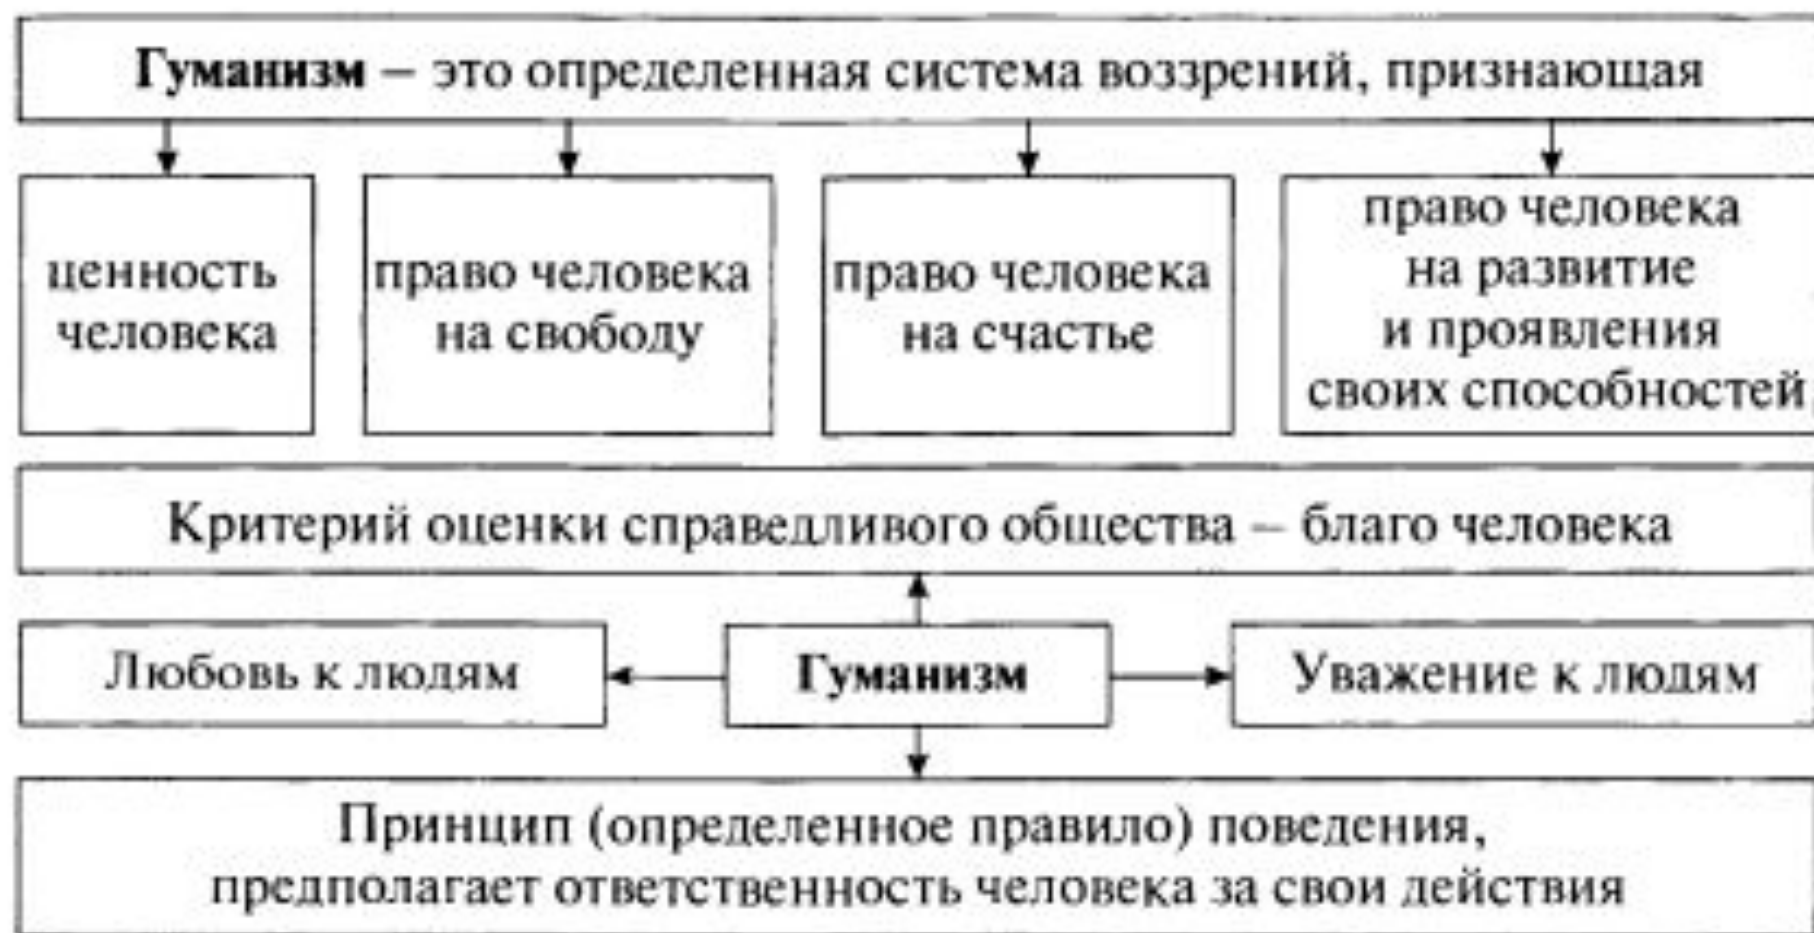 Гуманизм – это определенная система воззрений, признающая
ценность
человека
право человека
на свободу
право человека
на счастье
право человека
на развитие
и проявления
своих способностей
Критерий оценки справедливого общества – благо человека
Любовь к людям
Гуманизм
Уважение к людям
Принцип (определенное правило) поведения,
предполагает ответственность человека за свои действия